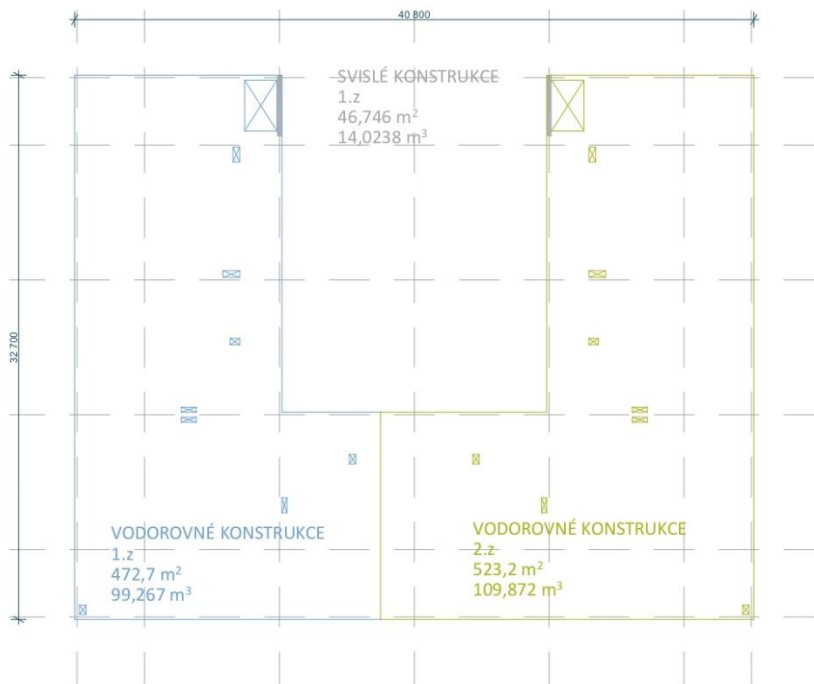 40 800
SVISLÉ KONSTRUKCE
1.z
46,746 m²
14,0238 m³
32 700
VODOROVNÉ KONSTRUKCE
1.z
472,7 m²
99,267 m³
VODOROVNÉ KONSTRUKCE
2.z
523,2 m²
109,872 m³